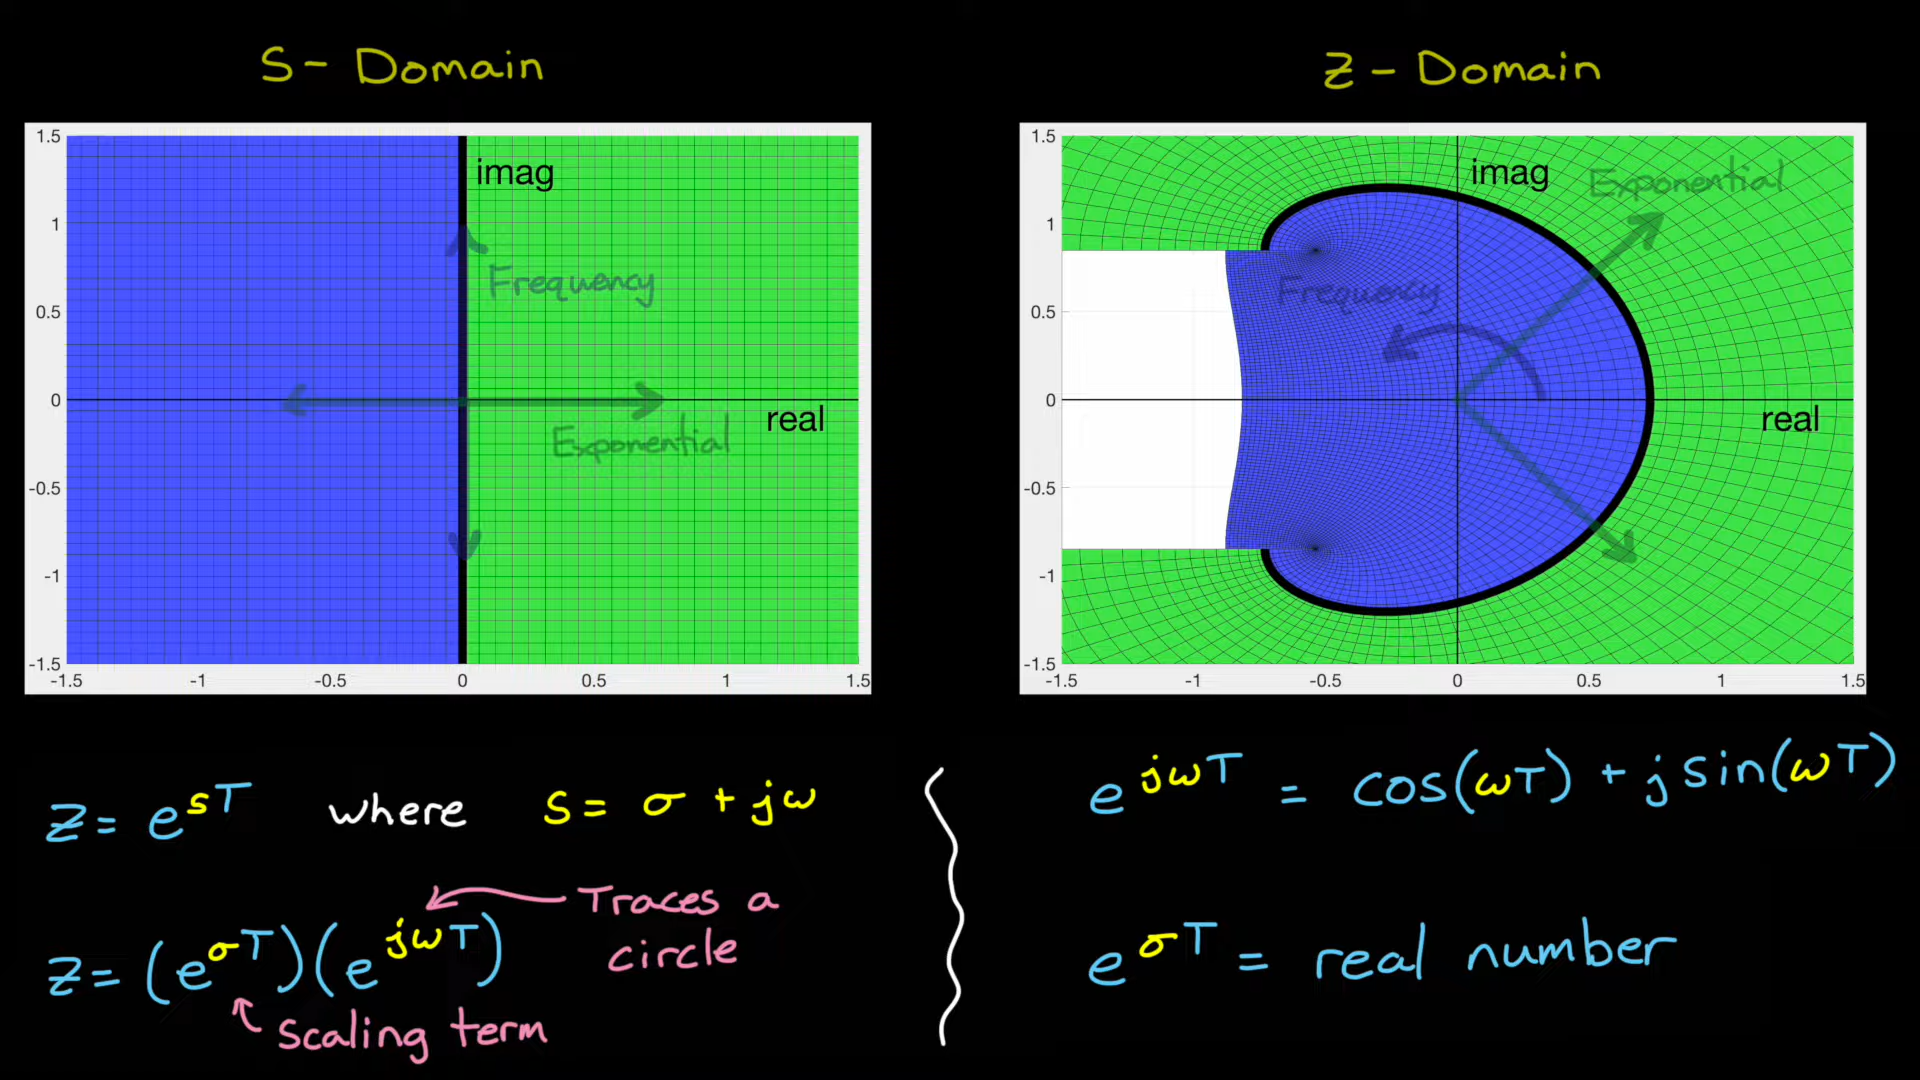 S - Domain
1.5
1
0.5
0
-0.5
-1
-1.5
-1.5 -1 -0.5 0 0.5 1 1.5
imag
Frequency
real
Exponential
Z - Domain
1.5
1
0.5
0
-0.5
-1
-1.5
-1.5 -1 -0.5 0 0.5 1 1.5
imag
Exponential
Frequency
real
z = e^{sT} where s = σ + jω
z = (e^{σT})(e^{jωT})
Traces a
circle
Scaling term
e^{jωT} = cos(ωT) + j sin(ωT)
e^{σT} = real number